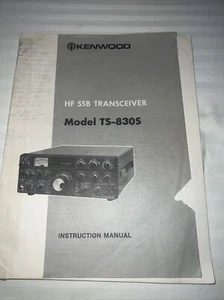 KENWOOD
HF SSB TRANSCEIVER
Model TS-830S
INSTRUCTION MANUAL